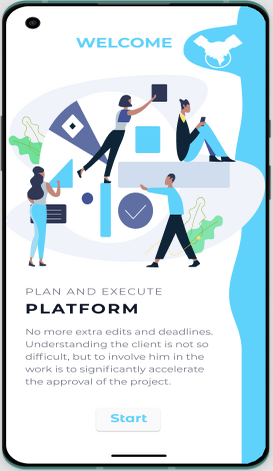 WELCOME
PLAN AND EXECUTE
PLATFORM
No more extra edits and deadlines.
Understanding the client is not so
difficult, but to involve him in the
work is to significantly accelerate
the approval of the project.
Start